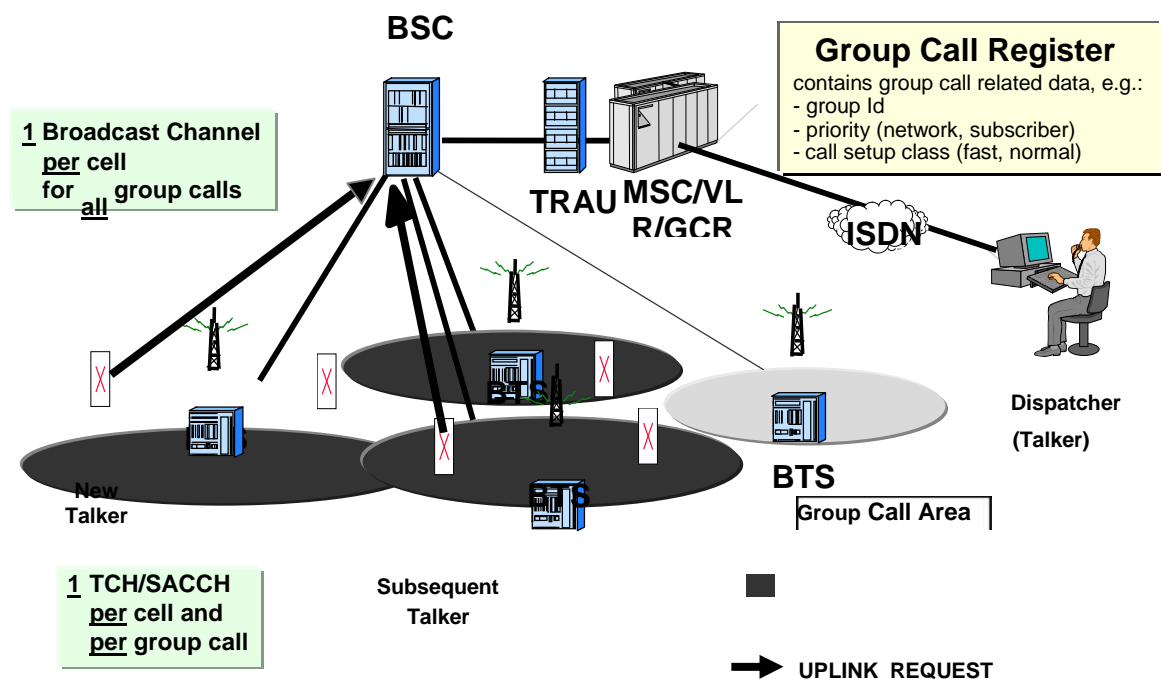 BSC
Group Call Register
contains group call related data, e.g.:
- group Id
- priority (network, subscriber)
- call setup class (fast, normal)
1 Broadcast Channel
per cell
for all group calls
TRAU
MSC/VL
R/GCR
ISDN
BTS
Dispatcher
(Talker)
New
Talker
BTS
Group Call Area
1 TCH/SACCH
per cell and
per group call
Subsequent
Talker
UPLINK REQUEST